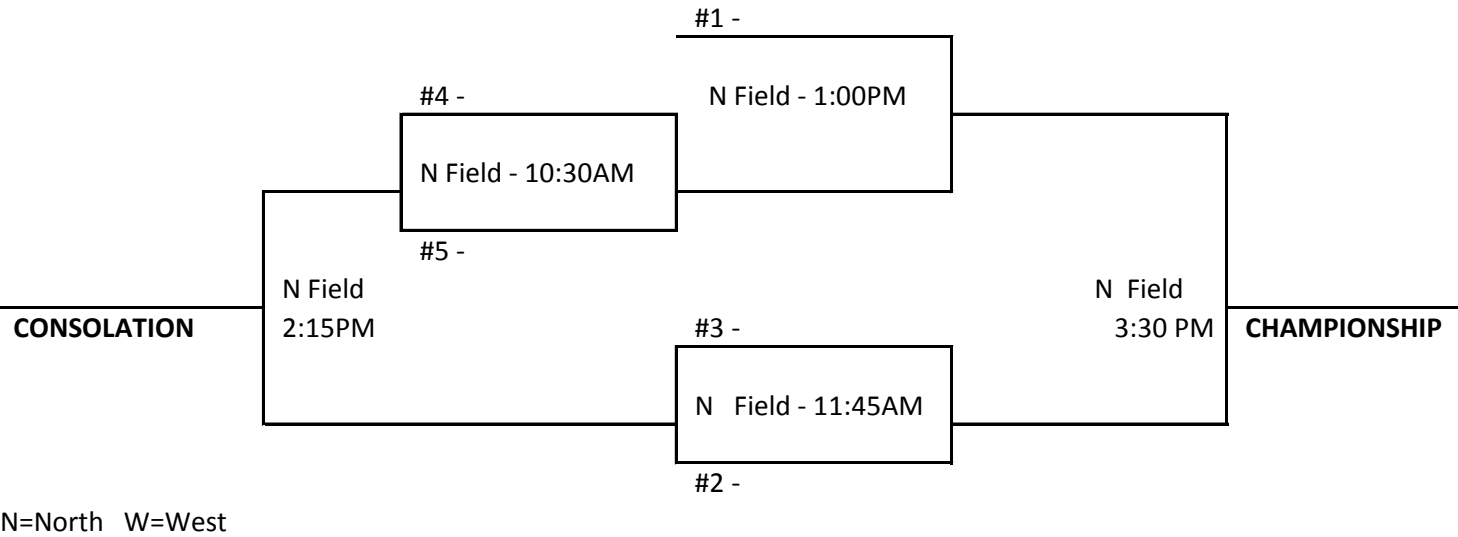 #1 -
#4 -
N Field - 1:00PM
N Field - 10:30AM
#5 -
N Field
2:15PM
CONSOLATION
#3 -
N Field
3:30 PM
CHAMPIONSHIP
N Field - 11:45AM
#2 -
N=North W=West